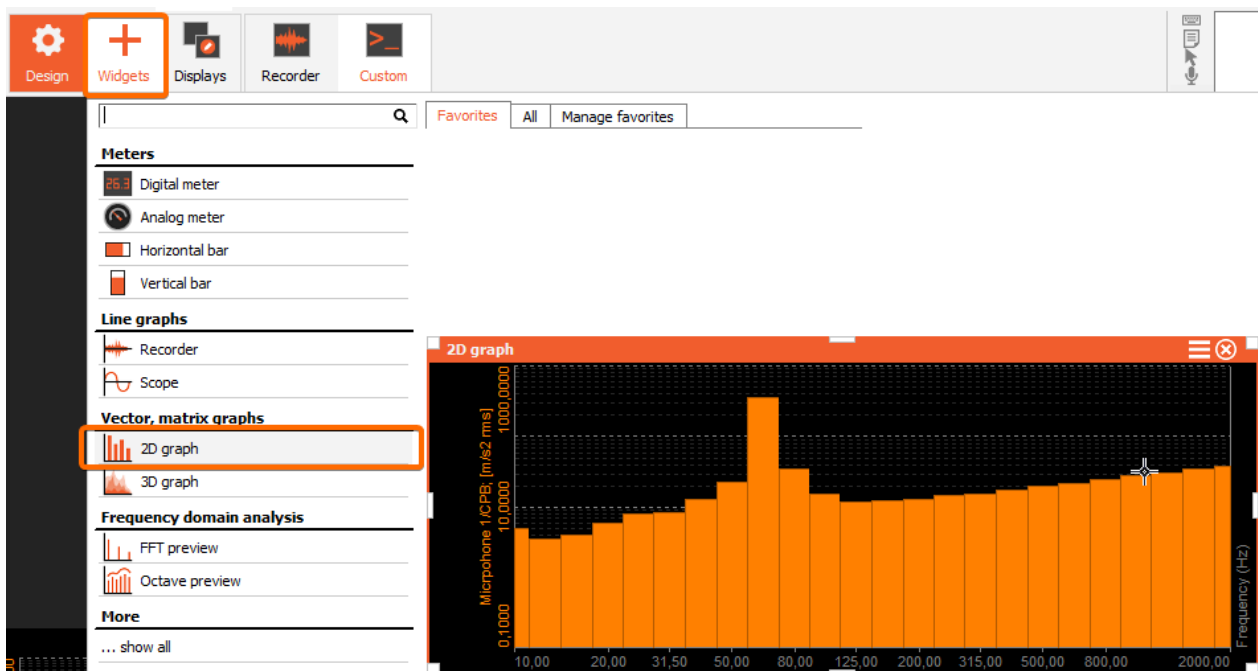 Design
Widgets
Displays
Recorder
Custom
Favorites
All
Manage favorites
Meters
26.3 Digital meter
Analog meter
Horizontal bar
Vertical bar
Line graphs
Recorder
Scope
Vector, matrix graphs
2D graph
3D graph
Frequency domain analysis
FFT preview
Octave preview
More
... show all
2D graph
Micrpohone 1/CPB; [m/s2 rms]
1000,0000
10,0000
0,1000
10,00 20,00 31,50 50,00 80,00 125,00 200,00 315,00 500,00 800,00 2000,00
Frequency (Hz)